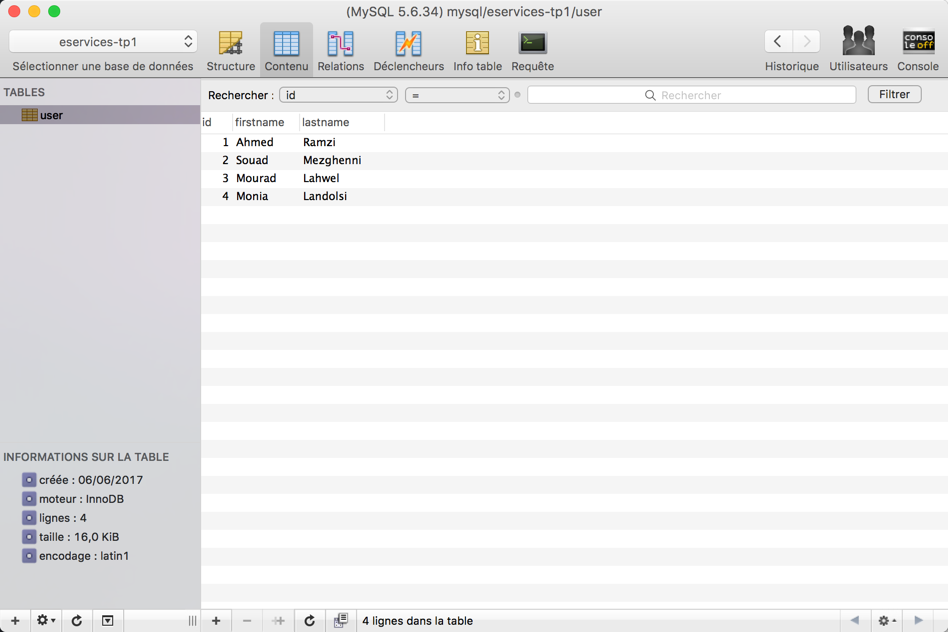 (MySQL 5.6.34) mysql/eservices-tp1/user
eservices-tp1
Sélectionner une base de données
Structure
Contenu
Relations
Déclencheurs
Info table
Requête
Historique
Utilisateurs
conso
le off
Console
TABLES
user
Rechercher :
id
=
Rechercher
Filtrer
id firstname lastname
1 Ahmed Ramzi
2 Souad Mezghenni
3 Mourad Lahwel
4 Monia Landolsi
INFORMATIONS SUR LA TABLE
créée : 06/06/2017
moteur : InnoDB
lignes : 4
taille : 16,0 KiB
encodage : latin1
4 lignes dans la table